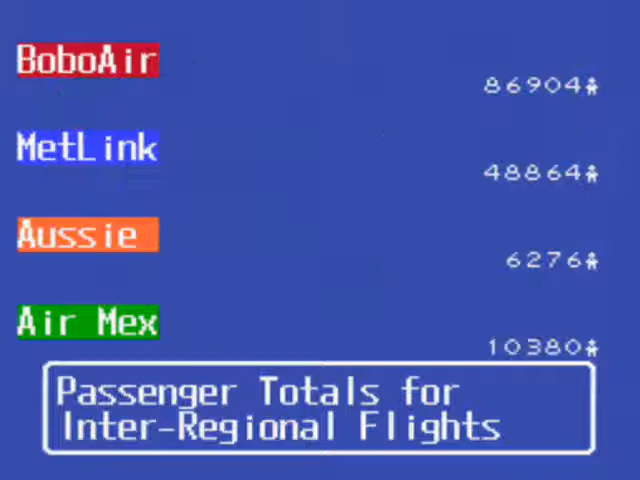 BoboAir
86904
MetLink
48864
Aussie
6276
Air Mex
10380
Passenger Totals for
Inter-Regional Flights